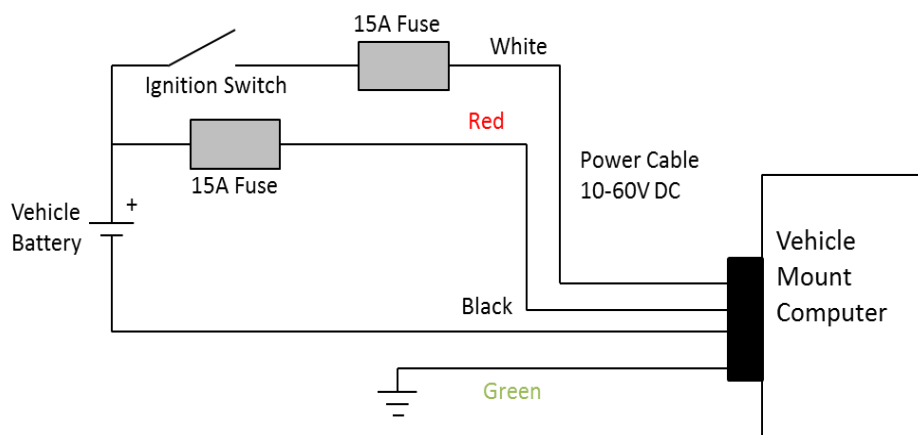 15A Fuse
White
Ignition Switch
Red
15A Fuse
Power Cable
10-60V DC
Vehicle
Battery
+
Vehicle
Mount
Computer
Black
Green